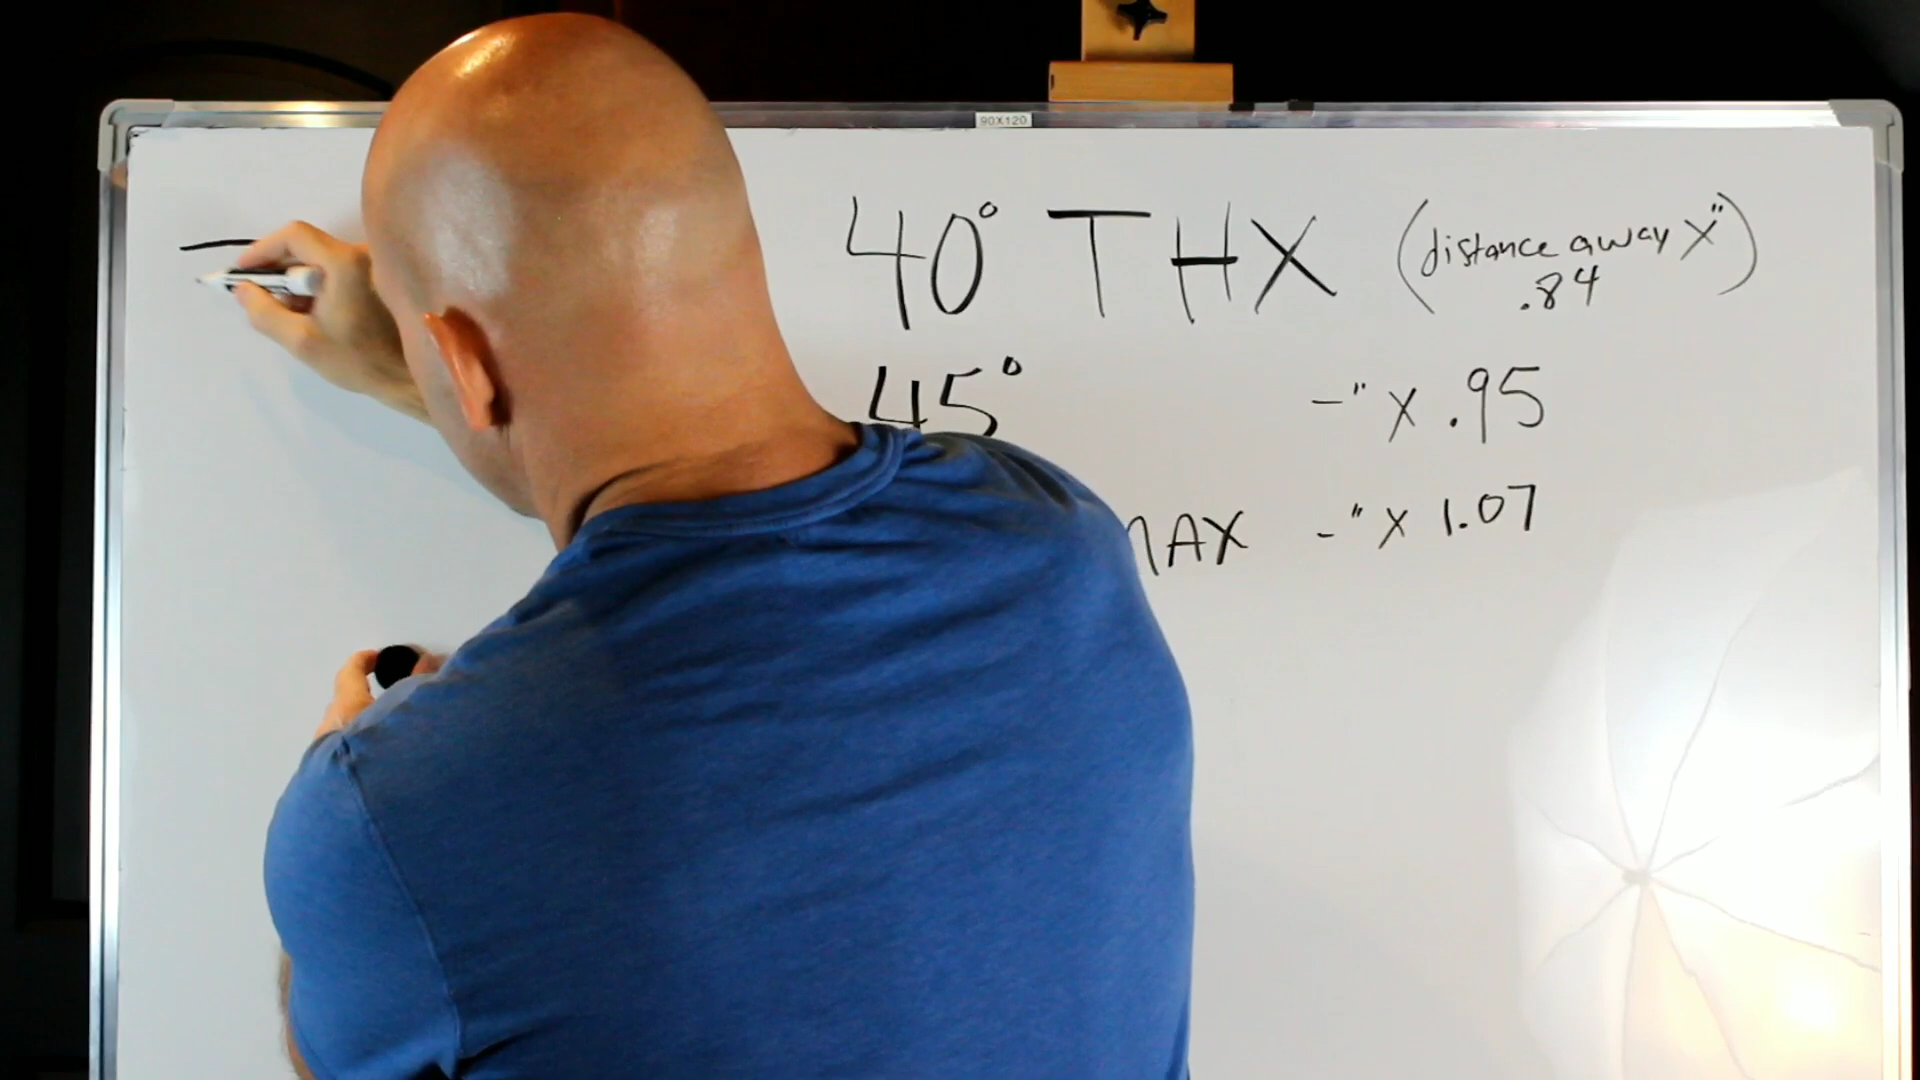 90X120
40° THX (distance away X"
.84)
45° -" X .95
AX -" X 1.07